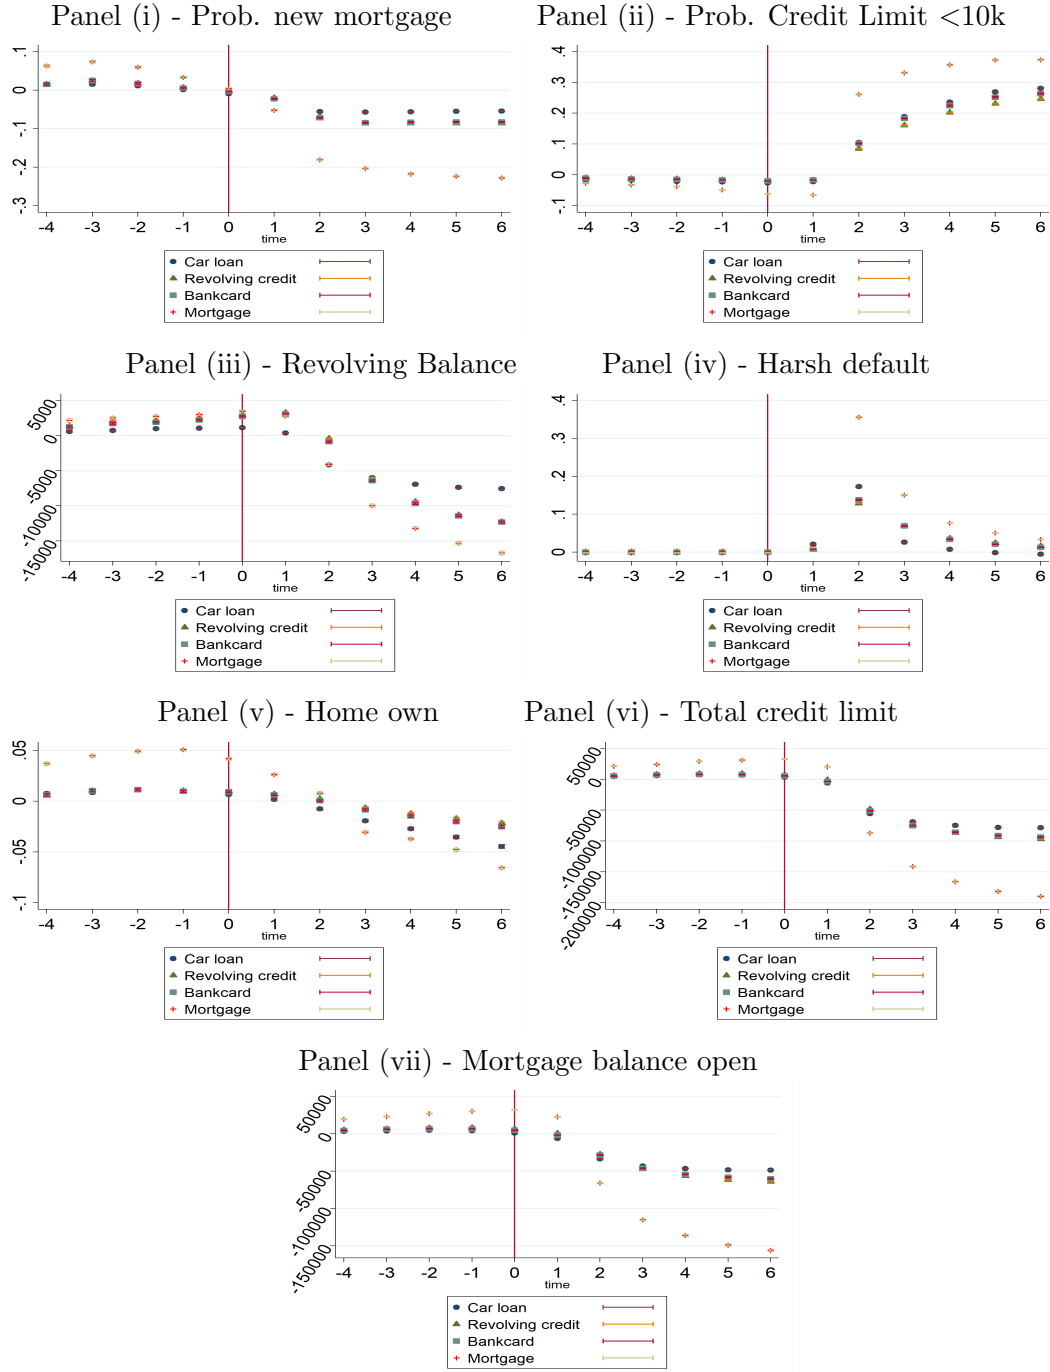 Panel (i) - Prob. new mortgage
.1
0
-.1
-.2
-.3
-4 -3 -2 -1 0 1 2 3 4 5 6
time
Car loan
Revolving credit
Bankcard
Mortgage
Panel (ii) - Prob. Credit Limit <10k
.4
.3
.2
.1
0
-.1
-4 -3 -2 -1 0 1 2 3 4 5 6
time
Car loan
Revolving credit
Bankcard
Mortgage
Panel (iii) - Revolving Balance
5000
0
-5000
-10000
-15000
-4 -3 -2 -1 0 1 2 3 4 5 6
time
Car loan
Revolving credit
Bankcard
Mortgage
Panel (iv) - Harsh default
.4
.3
.2
.1
0
-4 -3 -2 -1 0 1 2 3 4 5 6
time
Car loan
Revolving credit
Bankcard
Mortgage
Panel (v) - Home own
.05
0
-.05
-.1
-4 -3 -2 -1 0 1 2 3 4 5 6
time
Car loan
Revolving credit
Bankcard
Mortgage
Panel (vi) - Total credit limit
50000
0
-50000
-100000
-150000
-200000
-4 -3 -2 -1 0 1 2 3 4 5 6
time
Car loan
Revolving credit
Bankcard
Mortgage
Panel (vii) - Mortgage balance open
50000
0
-50000
-100000
-150000
-4 -3 -2 -1 0 1 2 3 4 5 6
time
Car loan
Revolving credit
Bankcard
Mortgage